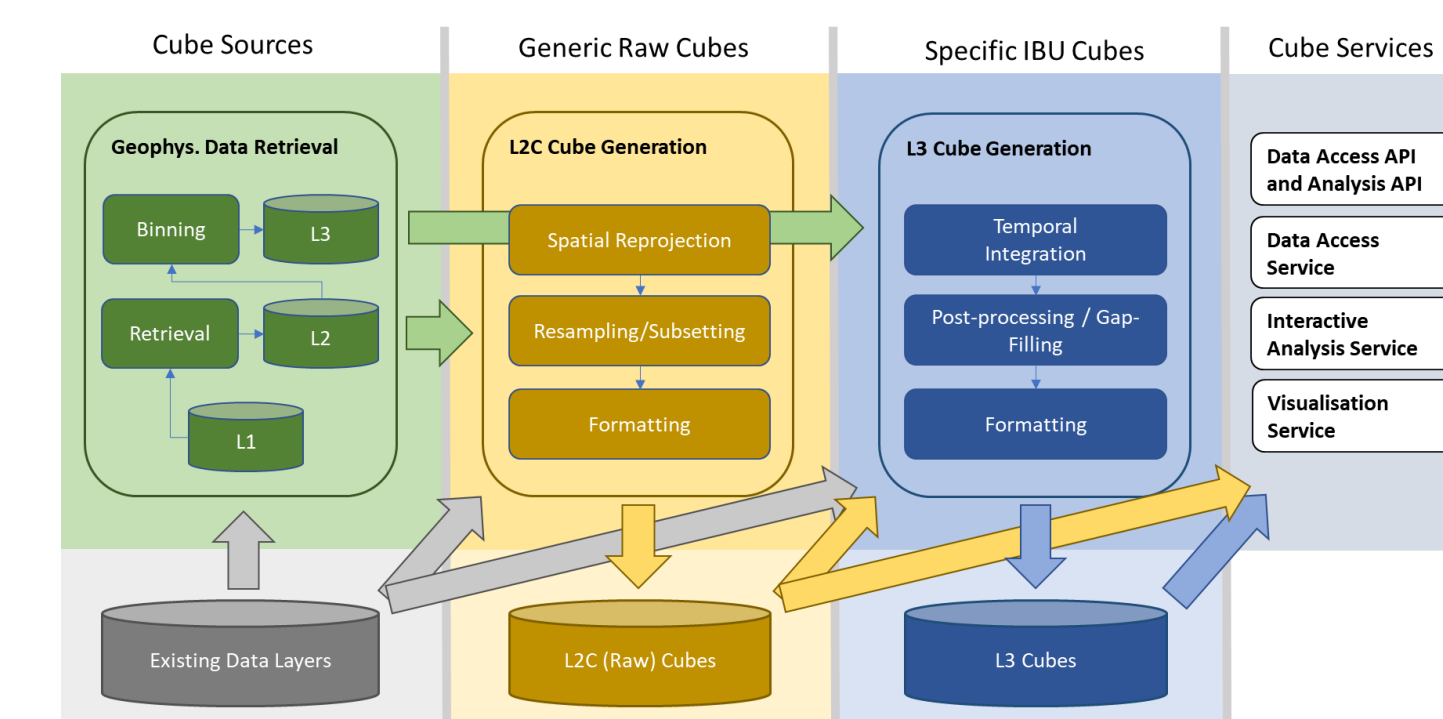 Cube Sources
Generic Raw Cubes
Specific IBU Cubes
Cube Services
Geophys. Data Retrieval
Binning
L3
Retrieval
L2
L1
L2C Cube Generation
Spatial Reprojection
Resampling/Subsetting
Formatting
L3 Cube Generation
Temporal
Integration
Post-processing / Gap-
Filling
Formatting
Data Access API
and Analysis API
Data Access
Service
Interactive
Analysis Service
Visualisation
Service
Existing Data Layers
L2C (Raw) Cubes
L3 Cubes